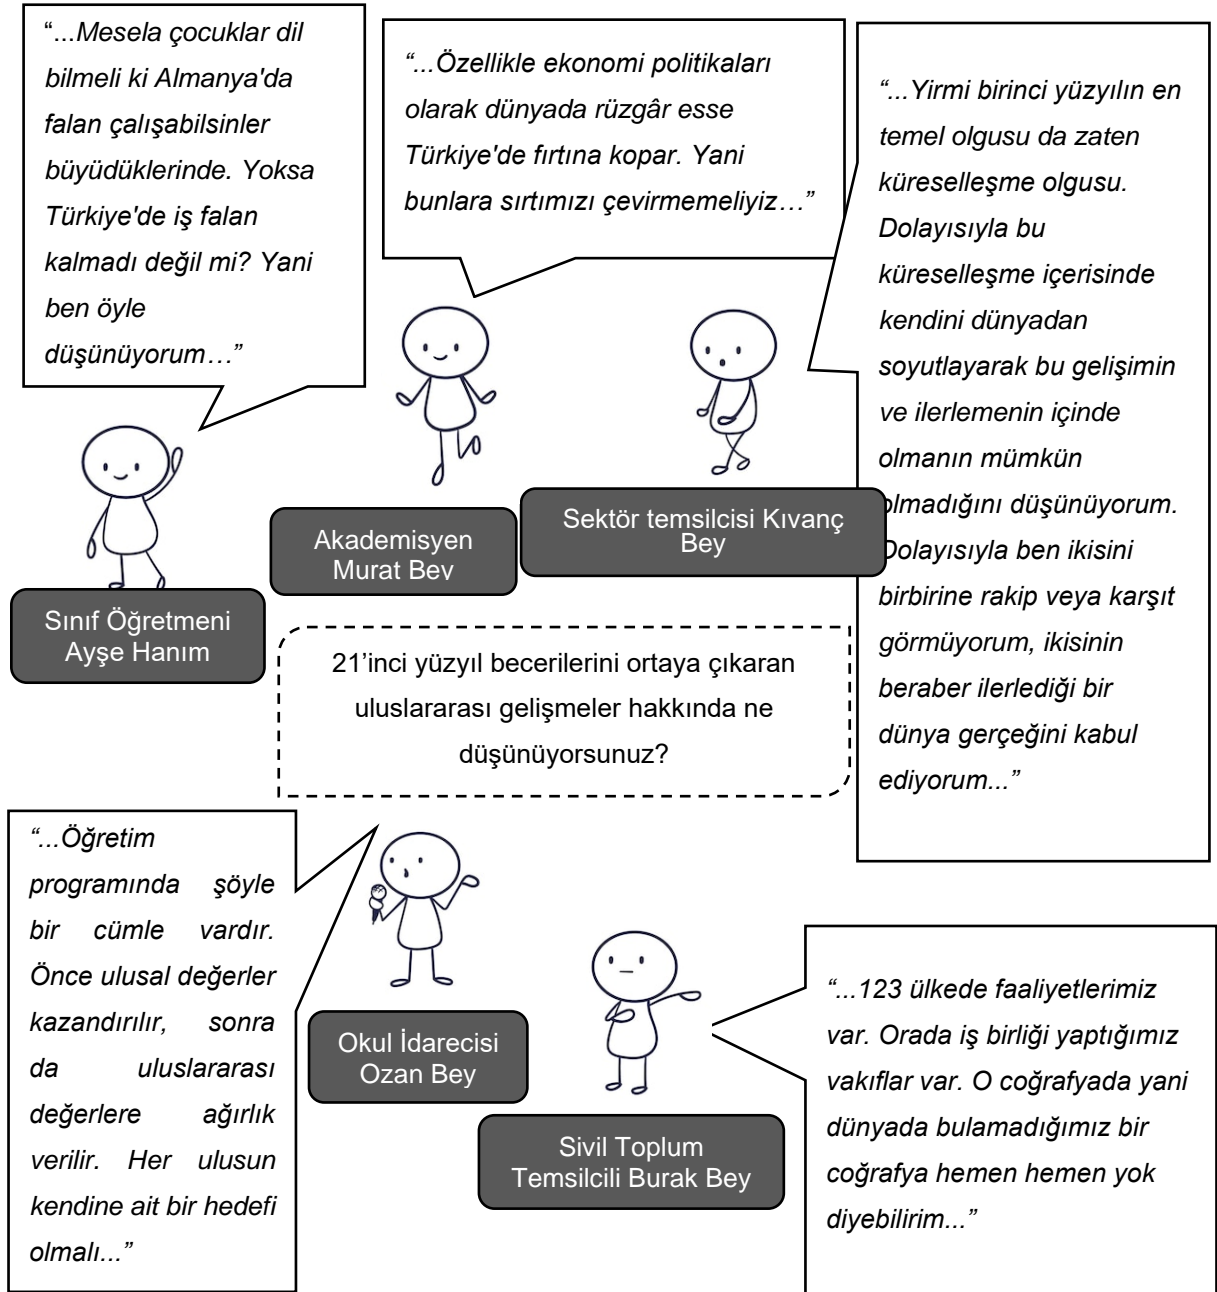 “...Mesela çocuklar dil
bilmeli ki Almanya'da
falan çalışabilsinler
büyüdüklerinde. Yoksa
Türkiye'de iş falan
kalmadı değil mi? Yani
ben öyle
düşünüyorum…”
“...Özellikle ekonomi politikaları
olarak dünyada rüzgâr esse
Türkiye'de fırtına kopar. Yani
bunlara sırtımızı çevirmemeliyiz…”
“...Yirmi birinci yüzyılın en
temel olgusu da zaten
küreselleşme olgusu.
Dolayısıyla bu
küreselleşme içerisinde
kendini dünyadan
soyutlayarak bu gelişimin
ve ilerlemenin içinde
olmanın mümkün
olmadığını düşünüyorum.
Dolayısıyla ben ikisini
birbirine rakip veya karşıt
görmüyorum, ikisinin
beraber ilerlediği bir
dünya gerçeğini kabul
ediyorum...”
Sınıf Öğretmeni
Ayşe Hanım
Akademisyen
Murat Bey
Sektör temsilcisi Kıvanç
Bey
21’inci yüzyıl becerilerini ortaya çıkaran
uluslararası gelişmeler hakkında ne
düşünüyorsunuz?
“...Öğretim
programında şöyle
bir cümle vardır.
Önce ulusal değerler
kazandırılır, sonra
da uluslararası
değerlere ağırlık
verilir. Her ulusun
kendine ait bir hedefi
olmalı...”
Okul İdarecisi
Ozan Bey
Sivil Toplum
Temsilcili Burak Bey
“...123 ülkede faaliyetlerimiz
var. Orada iş birliği yaptığımız
vakıflar var. O coğrafyada yani
dünyada bulamadığımız bir
coğrafya hemen hemen yok
diyebilirim...”